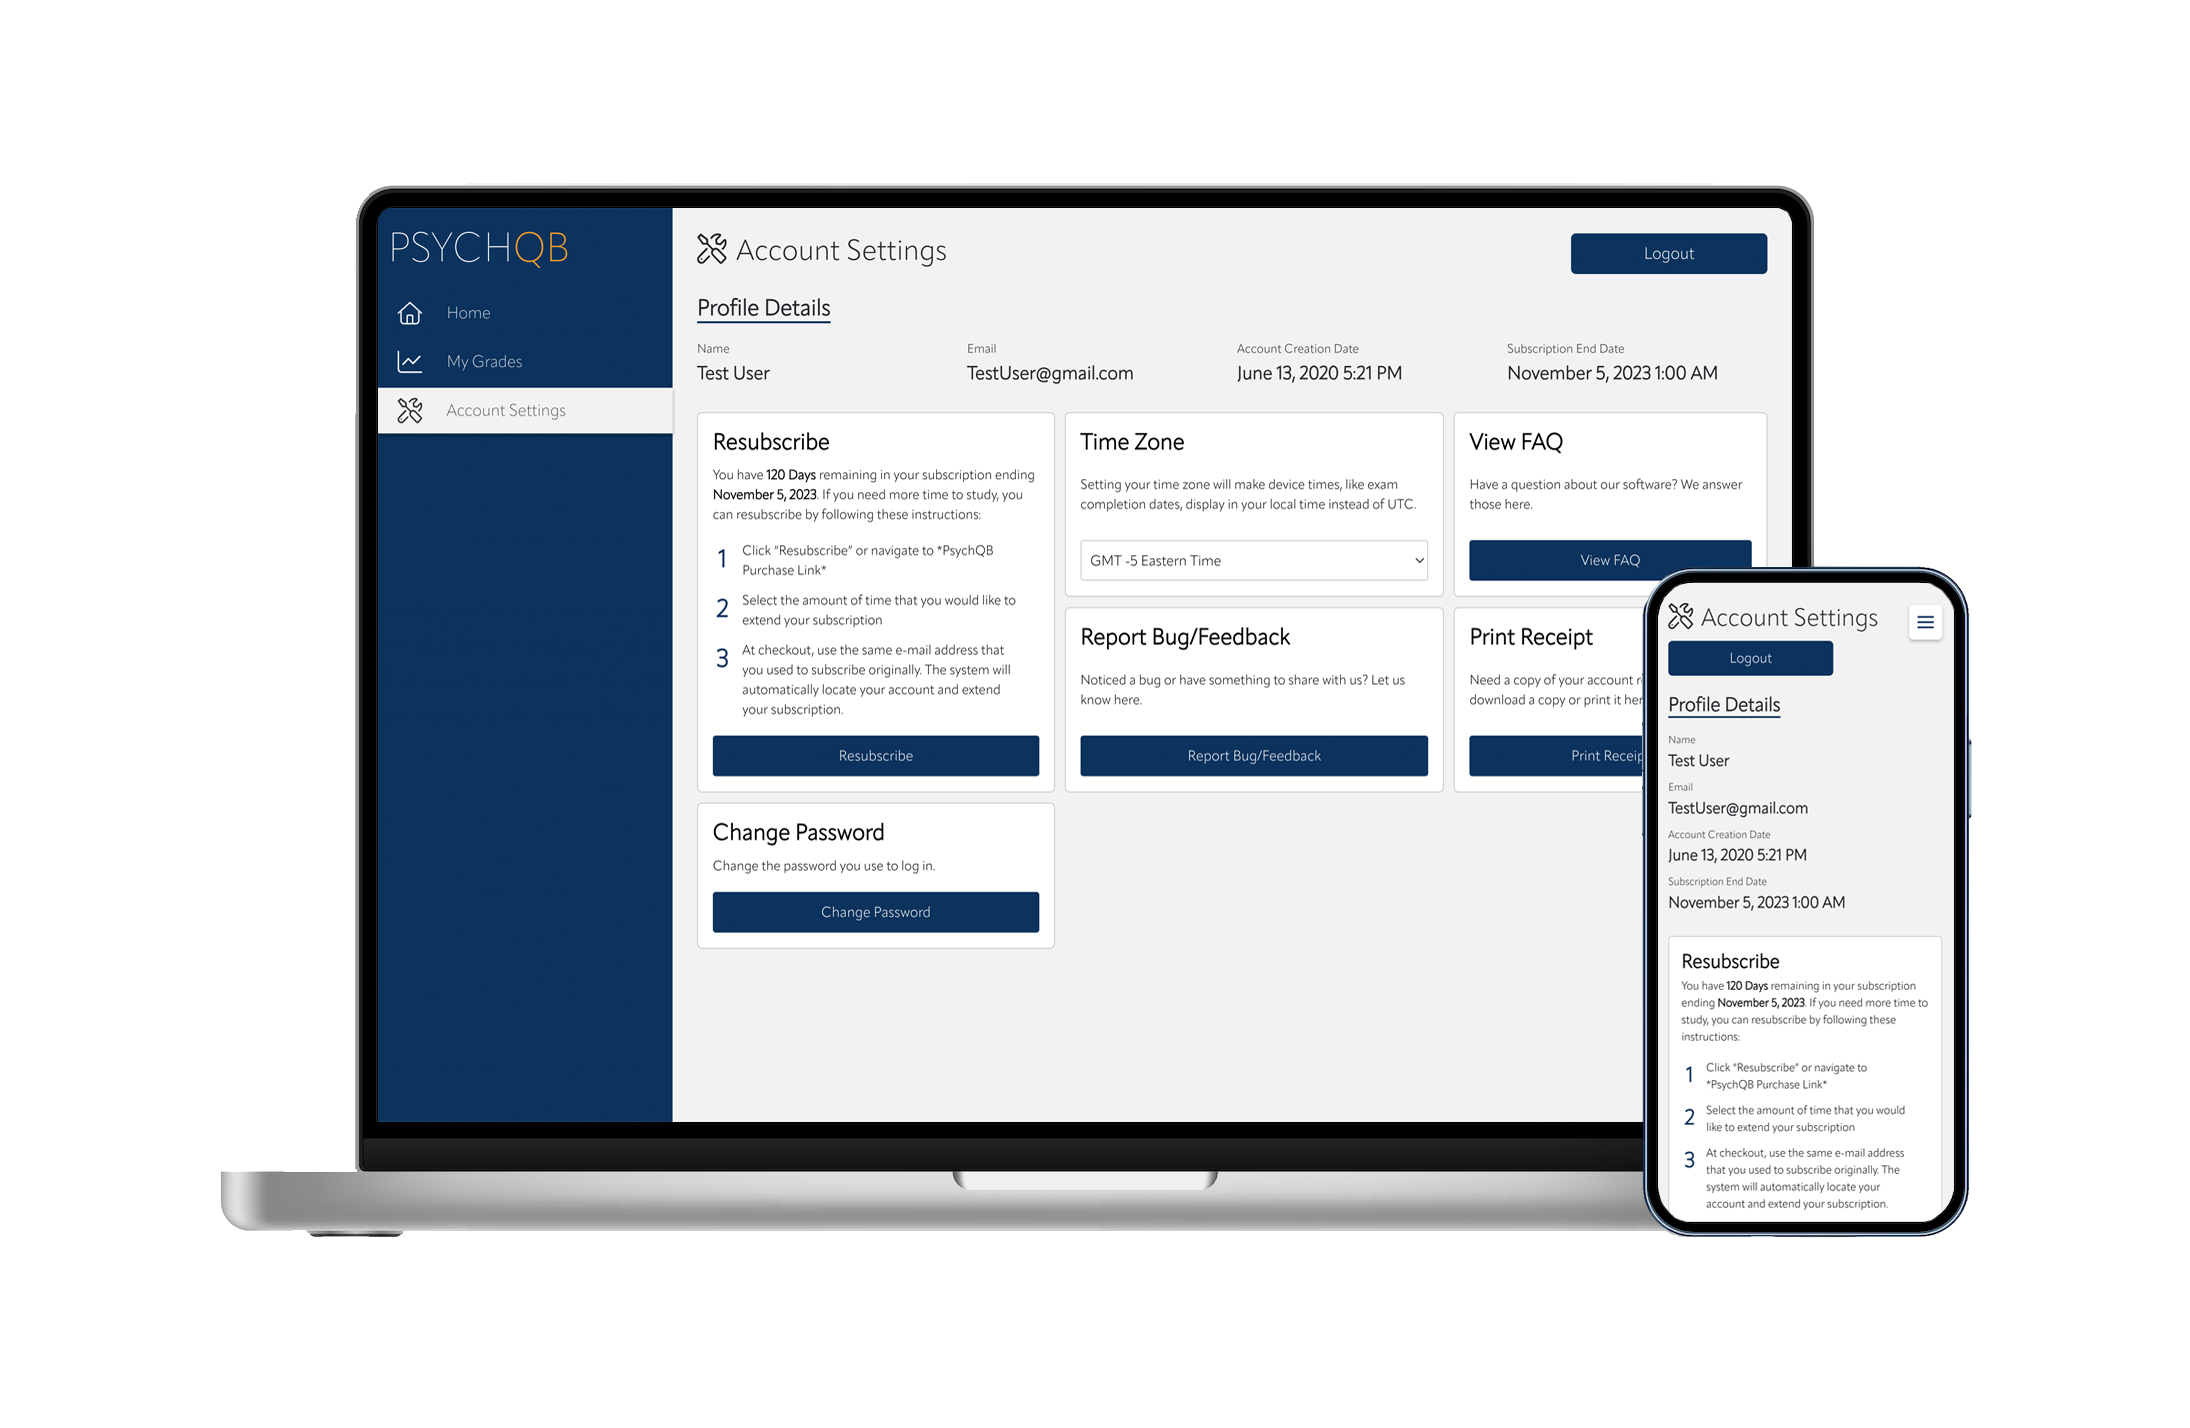 PSYCHQB
Home
My Grades
Account Settings
Account Settings
Logout
Profile Details
Name
Test User
Email
TestUser@gmail.com
Account Creation Date
June 13, 2020 5:21 PM
Subscription End Date
November 5, 2023 1:00 AM
Resubscribe
You have 120 Days remaining in your subscription ending
November 5, 2023. If you need more time to study, you
can resubscribe by following these instructions:
1 Click "Resubscribe" or navigate to *PsychQB
Purchase Link*
2 Select the amount of time that you would like to
extend your subscription
3 At checkout, use the same e-mail address that
you used to subscribe originally. The system will
automatically locate your account and extend
your subscription.
Resubscribe
Time Zone
Setting your time zone will make device times, like exam
completion dates, display in your local time instead of UTC.
GMT -5 Eastern Time
View FAQ
Have a question about our software? We answer
those here.
View FAQ
Report Bug/Feedback
Noticed a bug or have something to share with us? Let us
know here.
Report Bug/Feedback
Print Receipt
Need a copy of your account
download a copy or print it
Print
Change Password
Change the password you use to log in.
Change Password
Account Settings
Logout
Profile Details
Name
Test User
Email
TestUser@gmail.com
Account Creation Date
June 13, 2020 5:21 PM
Subscription End Date
November 5, 2023 1:00 AM
Resubscribe
You have 120 Days remaining in your subscription
ending November 5, 2023. If you need more time to
study, you can resubscribe by following these
instructions:
1 Click "Resubscribe" or navigate to
*PsychQB Purchase Link*
2 Select the amount of time that you would
like to extend your subscription
3 At checkout, use the same e-mail address
that you used to subscribe originally. The
system will automatically locate your
account and extend your subscription.